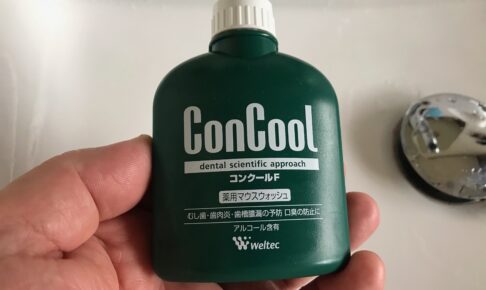 ConCool
dental scientific approach
コンクールF
薬用マウスウォッシュ
むし歯・歯肉炎・歯槽膿漏の予防 口臭の防止に
アルコール含有
Weltec